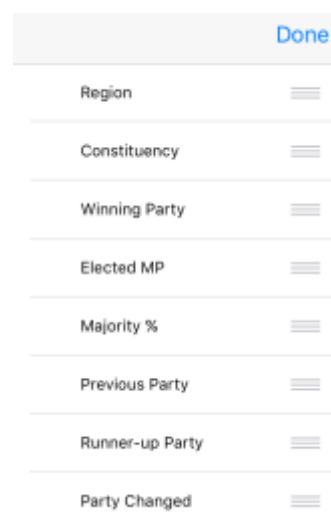 Done
Region
Constituency
Winning Party
Elected MP
Majority %
Previous Party
Runner-up Party
Party Changed